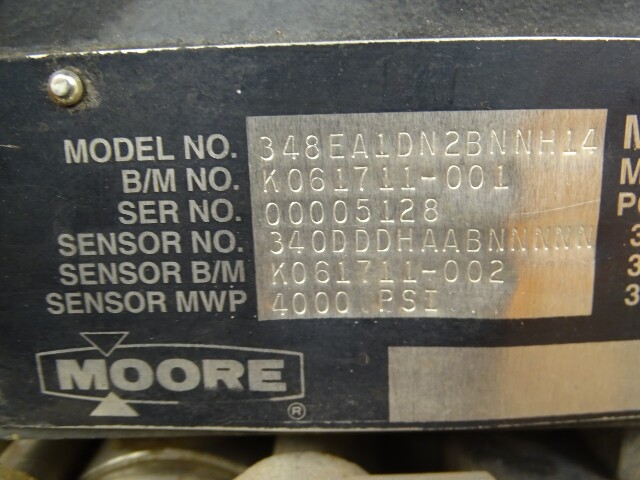 MODEL NO. 348EA1DN2BNNH14
B/M NO. K061711-001
SER NO. 00005128
SENSOR NO. 340DDDHAABNNNNN
SENSOR B/M K061711-002
SENSOR MWP 4000 PSI
MOORE ®